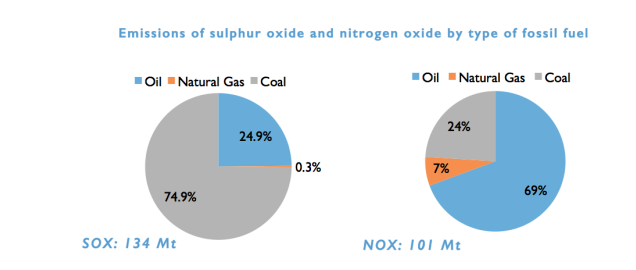 Emissions of sulphur oxide and nitrogen oxide by type of fossil fuel
Oil Natural Gas Coal
24.9%
0.3%
74.9%
SOX: 134 Mt
Oil Natural Gas Coal
24%
7%
69%
NOX: 101 Mt